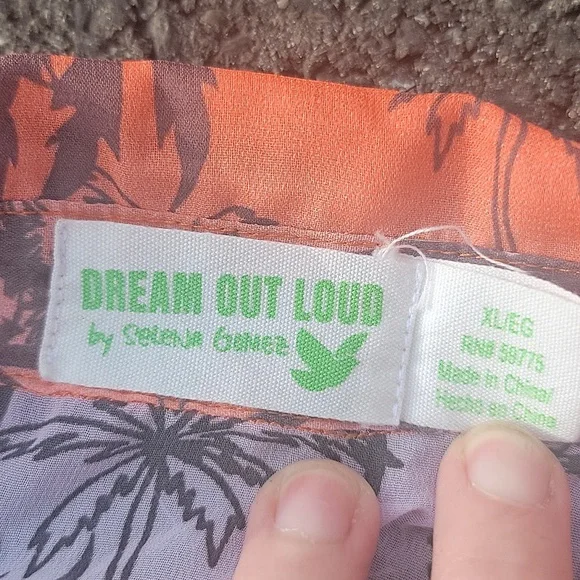 DREAM OUT LOUD
by SELENA GOMEZ
XL/EG
RN# 59775
Made in China/
Hecho en China